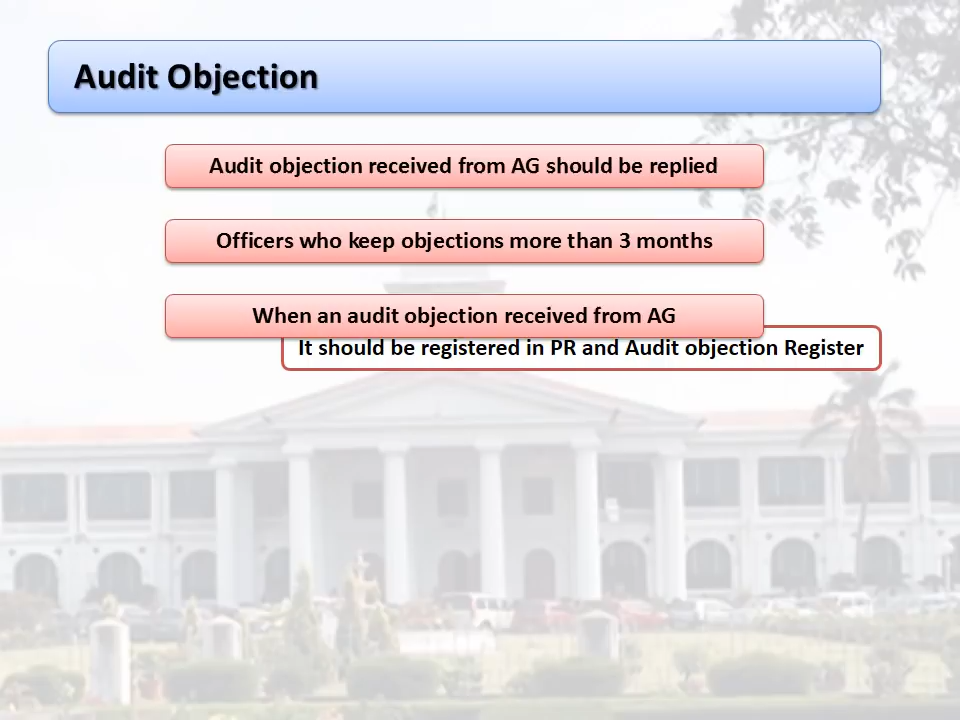 Audit Objection
Audit objection received from AG should be replied
Officers who keep objections more than 3 months
When an audit objection received from AG
It should be registered in PR and Audit objection Register